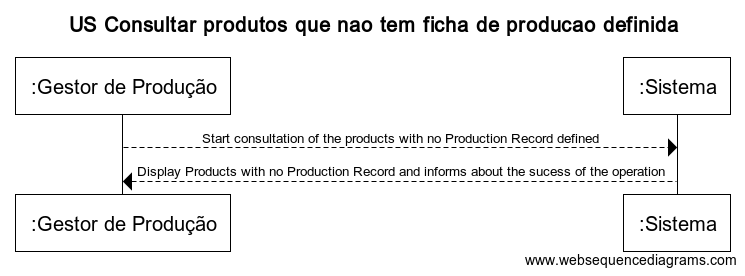 US Consultar produtos que nao tem ficha de producao definida
:Gestor de Produção
:Sistema
Start consultation of the products with no Production Record defined
Display Products with no Production Record and informs about the sucess of the operation
:Gestor de Produção
:Sistema
www.websequencediagrams.com